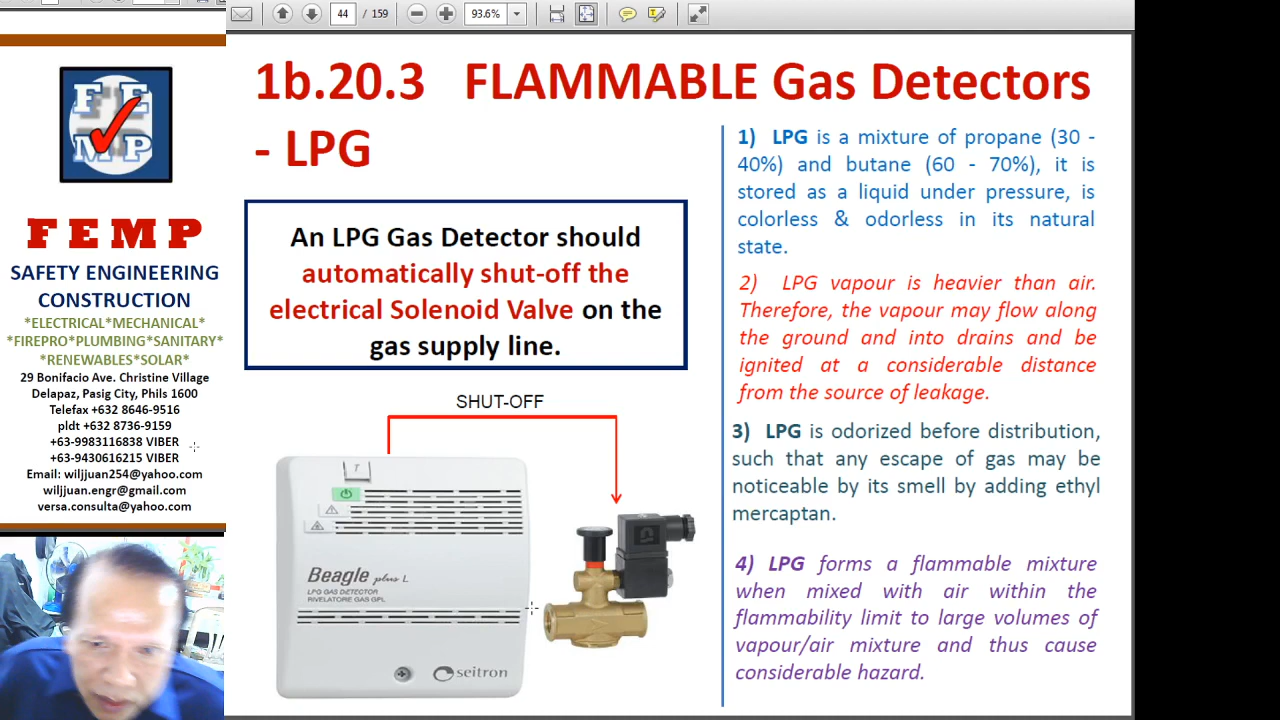 44 / 159
93.6%
F E
M P
F E M P
SAFETY ENGINEERING
CONSTRUCTION
*ELECTRICAL*MECHANICAL*
*FIREPRO*PLUMBING*SANITARY*
*RENEWABLES*SOLAR*
29 Bonifacio Ave. Christine Village
Delapaz, Pasig City, Phils 1600
Telefax +632 8646-9516
pldt +632 8736-9159
+63-9983116838 VIBER
+63-9430616215 VIBER
Email: wiljjuan254@yahoo.com
wiljjuan.engr@gmail.com
versa.consulta@yahoo.com
1b.20.3 FLAMMABLE Gas Detectors
- LPG
An LPG Gas Detector should
automatically shut-off the
electrical Solenoid Valve on the
gas supply line.
SHUT-OFF
T
Beagle plus L
LPG GAS DETECTOR
RIVELATORE GAS GPL
seitron
1) LPG is a mixture of propane (30 -
40%) and butane (60 - 70%), it is
stored as a liquid under pressure, is
colorless & odorless in its natural
state.
2) LPG vapour is heavier than air.
Therefore, the vapour may flow along
the ground and into drains and be
ignited at a considerable distance
from the source of leakage.
3) LPG is odorized before distribution,
such that any escape of gas may be
noticeable by its smell by adding ethyl
mercaptan.
4) LPG forms a flammable mixture
when mixed with air within the
flammability limit to large volumes of
vapour/air mixture and thus cause
considerable hazard.